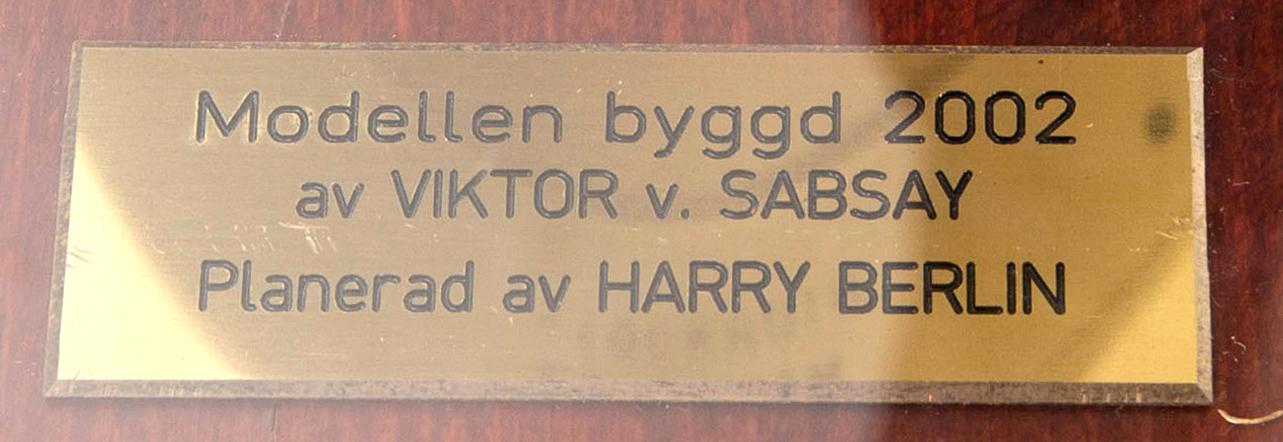 Modellen byggd 2002
av VIKTOR v. SABSAY
Planerad av HARRY BERLIN